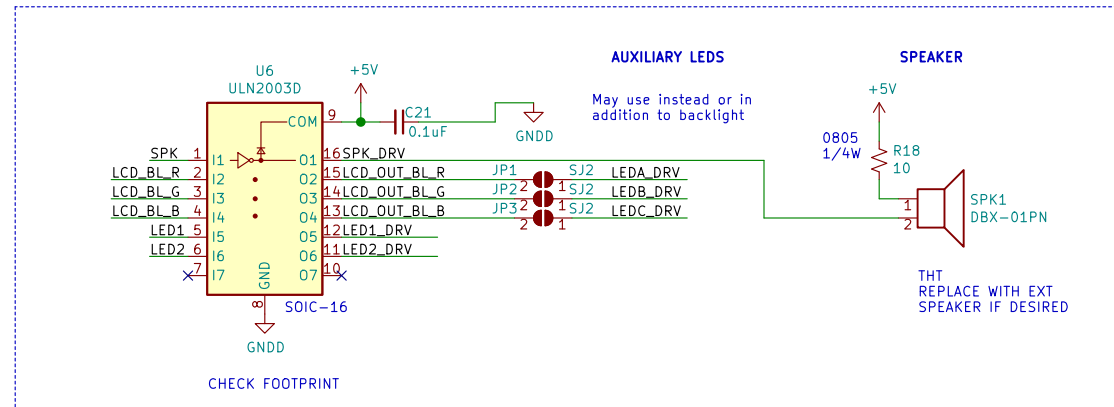 AUXILIARY LEDS
SPEAKER
U6
ULN2003D
+5V
May use instead or in
addition to backlight
+5V
COM
9
C21
0.1uF
GNDD
0805
1/4W
R18
10
SPK
1
I1
O1
16
SPK_DRV
LCD_BL_R
2
I2
O2
15
LCD_OUT_BL_R
JP1
2
1
SJ2
LEDA_DRV
LCD_BL_G
3
I3
O3
14
LCD_OUT_BL_G
JP2
2
1
SJ2
LEDB_DRV
LCD_BL_B
4
I4
O4
13
LCD_OUT_BL_B
JP3
2
1
SJ2
LEDC_DRV
1
2
SPK1
DBX-01PN
LED1
5
I5
O5
12
LED1_DRV
LED2
6
I6
O6
11
LED2_DRV
7
I7
O7
10
GND
8
SOIC-16
GNDD
THT
REPLACE WITH EXT
SPEAKER IF DESIRED
CHECK FOOTPRINT